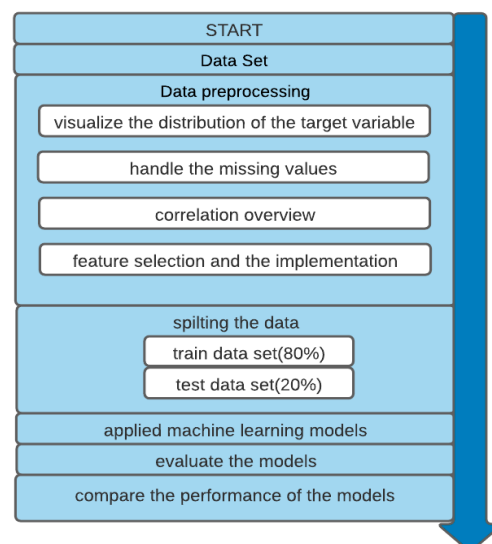 START
Data Set
Data preprocessing
visualize the distribution of the target variable
handle the missing values
correlation overview
feature selection and the implementation
spilting the data
train data set(80%)
test data set(20%)
applied machine learning models
evaluate the models
compare the performance of the models